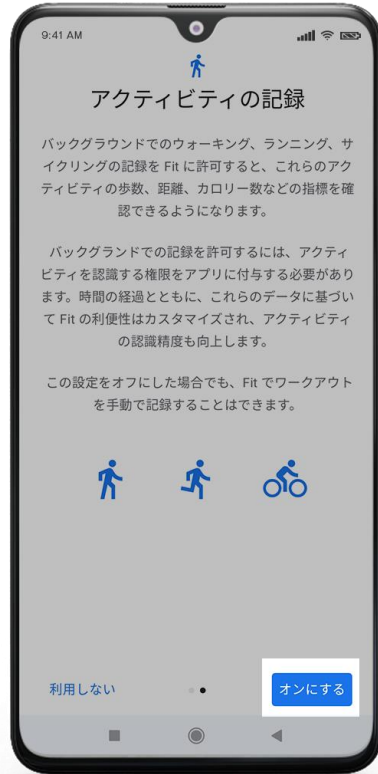 9:41 AM
アクティビティの記録
バックグラウンドでのウォーキング、ランニング、サ
イクリングの記録を Fit に許可すると、これらのアク
ティビティの歩数、距離、カロリー数などの指標を確
認できるようになります。
バックグランドでの記録を許可するには、アクティ
ビティを認識する権限をアプリに付与する必要があり
ます。時間の経過とともに、これらのデータに基づい
て Fit の利便性はカスタマイズされ、アクティビティ
の認識精度も向上します。
この設定をオフにした場合でも、Fit でワークアウト
を手動で記録することはできます。
利用しない
オンにする